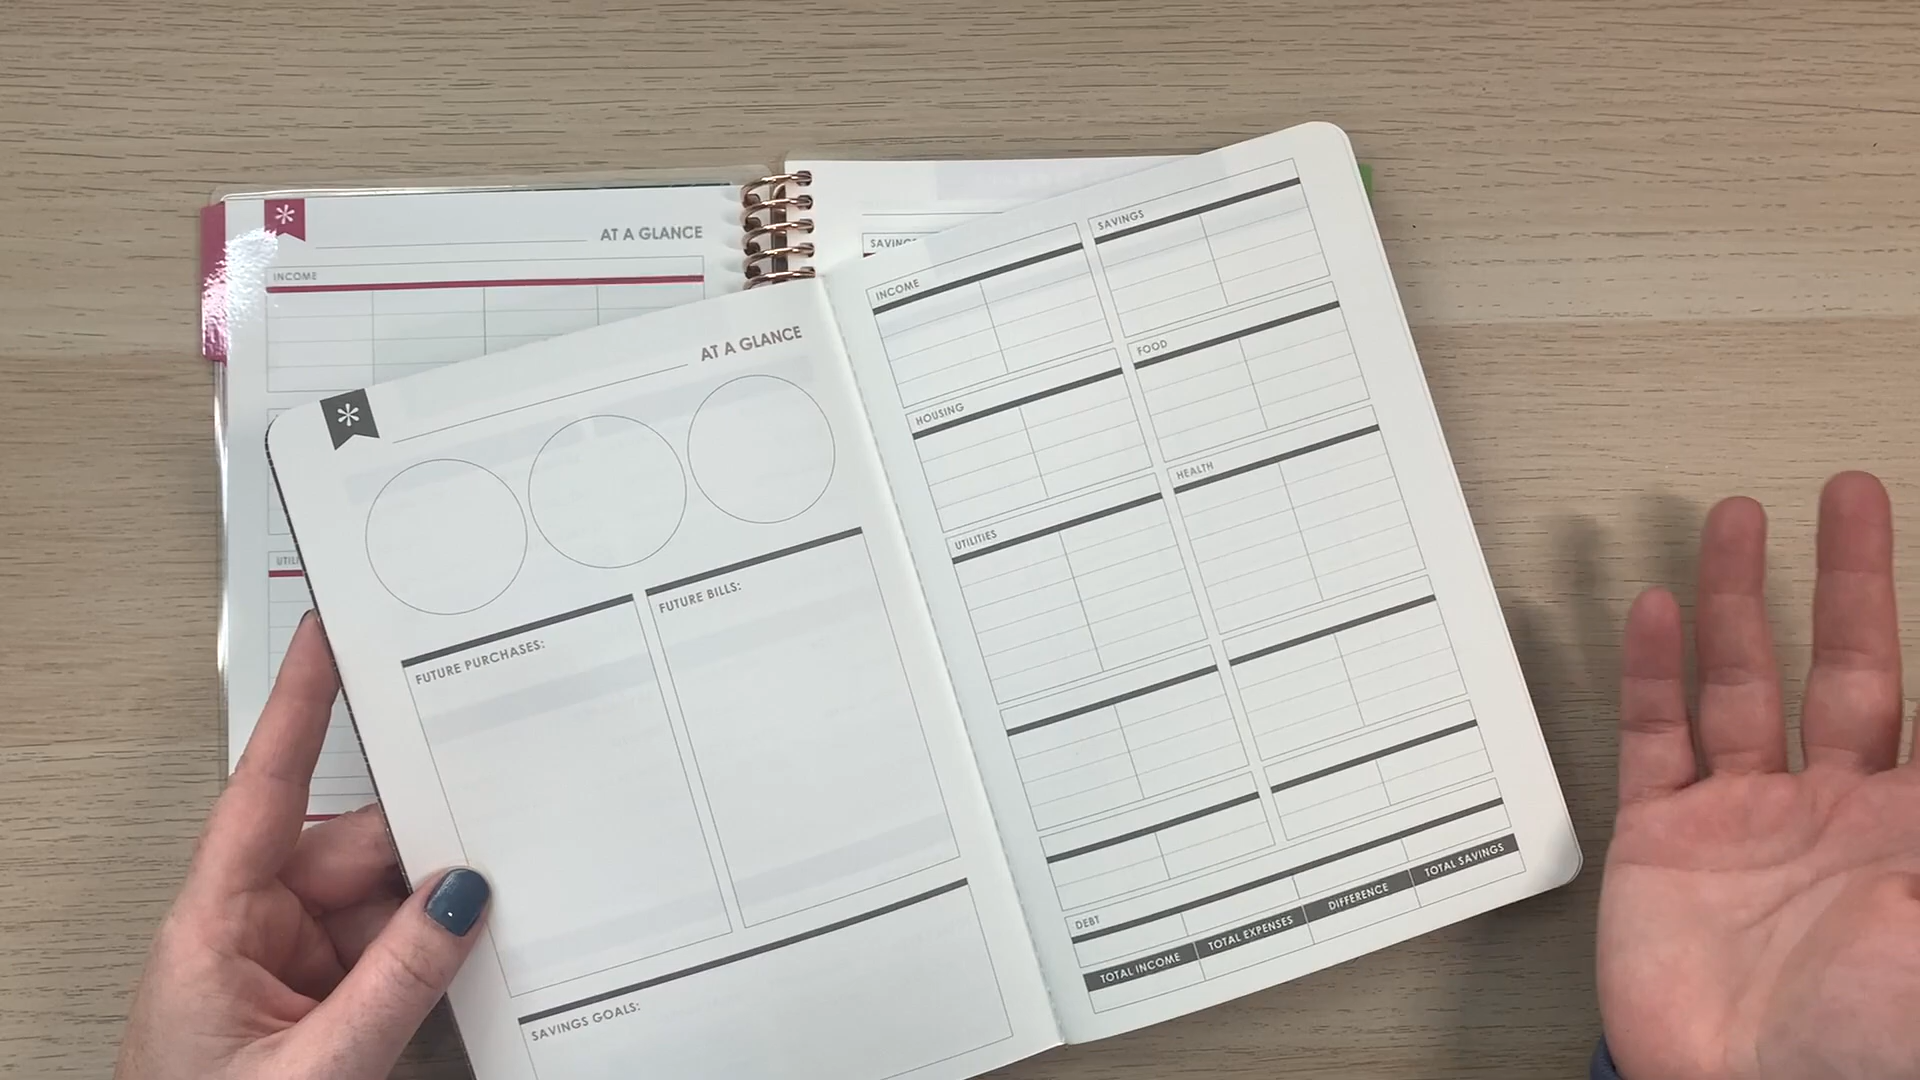 AT A GLANCE
INCOME
SAVINGS
AT A GLANCE
FUTURE PURCHASES:
FUTURE BILLS:
SAVINGS GOALS:
INCOME
SAVINGS
HOUSING
FOOD
UTILITIES
HEALTH
DEBT
TOTAL INCOME
TOTAL EXPENSES
DIFFERENCE
TOTAL SAVINGS